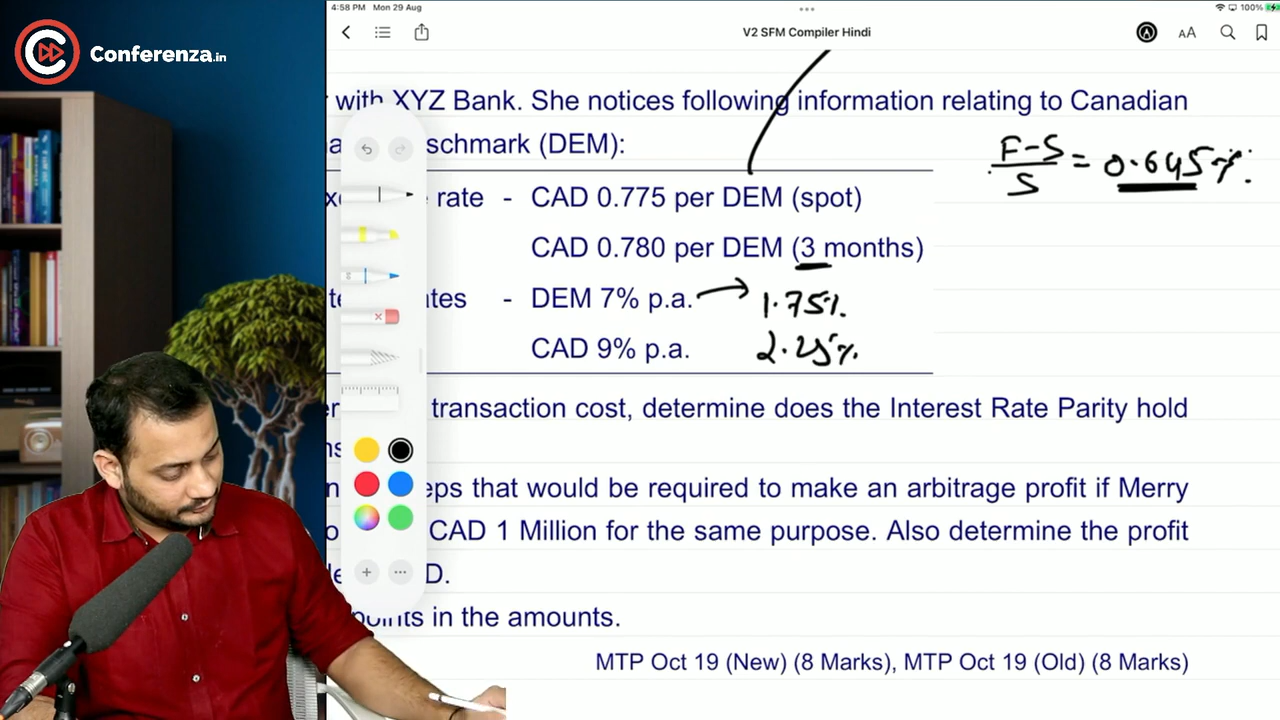 4:58 PM Mon 29 Aug
100%
Conferenza.in
V2 SFM Compiler Hindi
AA
with XYZ Bank. She notices following information relating to Canadian
schmark (DEM):
F-S
S
= 0.645%
rate - CAD 0.775 per DEM (spot)
CAD 0.780 per DEM (3 months)
- DEM 7% p.a. → 1.75%
CAD 9% p.a. 2.25%
transaction cost, determine does the Interest Rate Parity hold
eps that would be required to make an arbitrage profit if Merry
CAD 1 Million for the same purpose. Also determine the profit
D.
points in the amounts.
MTP Oct 19 (New) (8 Marks), MTP Oct 19 (Old) (8 Marks)